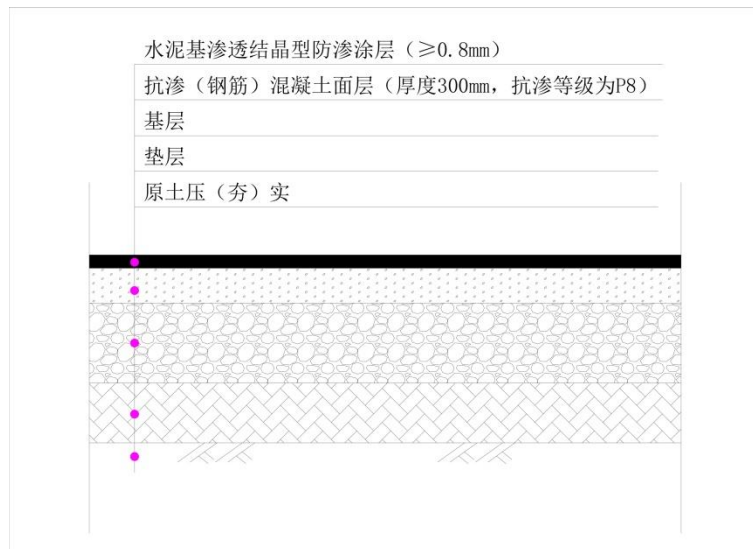 水泥基渗透结晶型防渗涂层（≥0.8mm）
抗渗（钢筋）混凝土面层（厚度300mm，抗渗等级为P8）
基层
垫层
原土压（夯）实